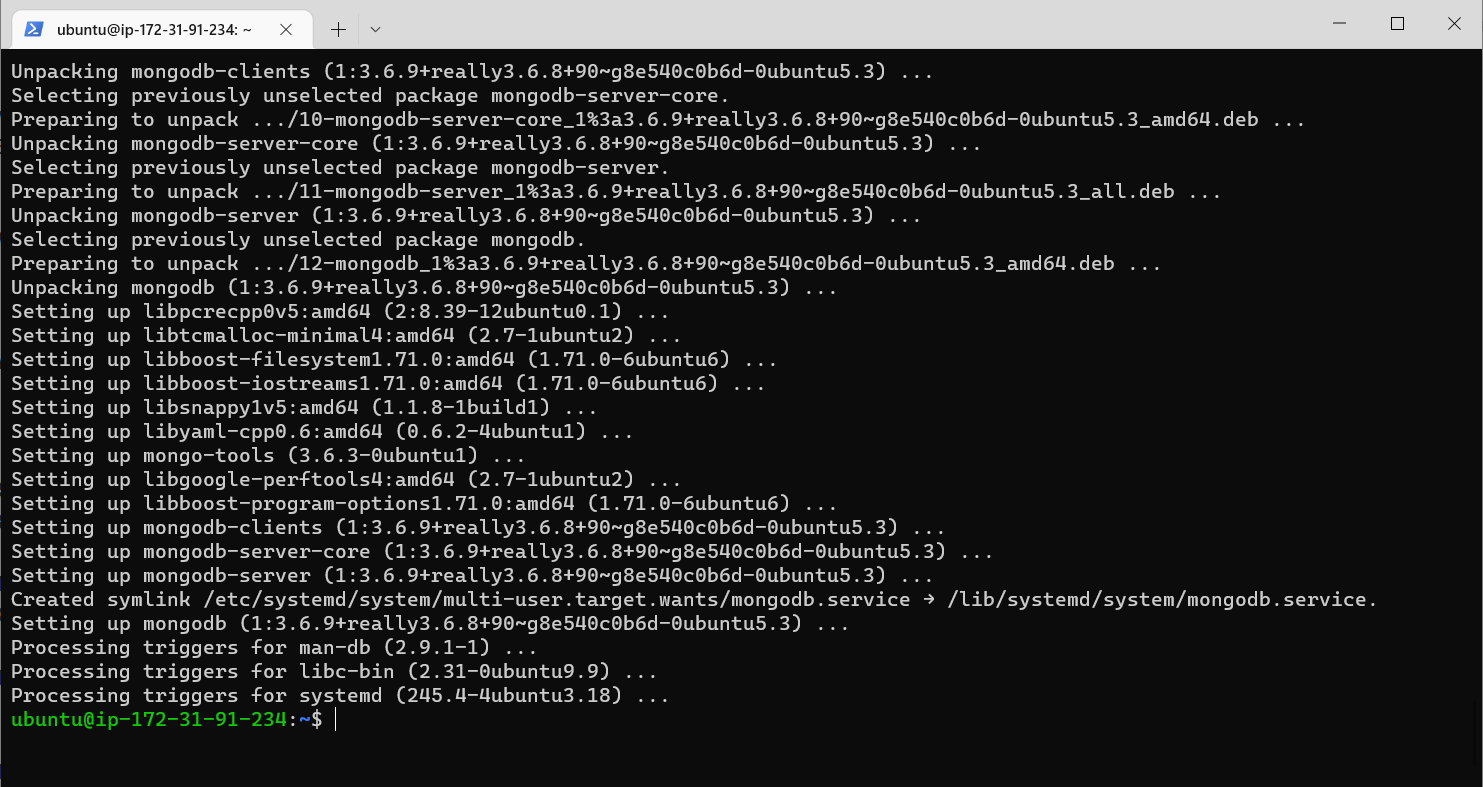 ubuntu@ip-172-31-91-234: ~
Unpacking mongodb-clients (1:3.6.9+really3.6.8+90~g8e540c0b6d-0ubuntu5.3) ...
Selecting previously unselected package mongodb-server-core.
Preparing to unpack .../10-mongodb-server-core_1%3a3.6.9+really3.6.8+90~g8e540c0b6d-0ubuntu5.3_amd64.deb ...
Unpacking mongodb-server-core (1:3.6.9+really3.6.8+90~g8e540c0b6d-0ubuntu5.3) ...
Selecting previously unselected package mongodb-server.
Preparing to unpack .../11-mongodb-server_1%3a3.6.9+really3.6.8+90~g8e540c0b6d-0ubuntu5.3_all.deb ...
Unpacking mongodb-server (1:3.6.9+really3.6.8+90~g8e540c0b6d-0ubuntu5.3) ...
Selecting previously unselected package mongodb.
Preparing to unpack .../12-mongodb_1%3a3.6.9+really3.6.8+90~g8e540c0b6d-0ubuntu5.3_amd64.deb ...
Unpacking mongodb (1:3.6.9+really3.6.8+90~g8e540c0b6d-0ubuntu5.3) ...
Setting up libpcrecpp0v5:amd64 (2:8.39-12ubuntu0.1) ...
Setting up libtcmalloc-minimal4:amd64 (2.7-1ubuntu2) ...
Setting up libboost-filesystem1.71.0:amd64 (1.71.0-6ubuntu6) ...
Setting up libboost-iostreams1.71.0:amd64 (1.71.0-6ubuntu6) ...
Setting up libsnappy1v5:amd64 (1.1.8-1build1) ...
Setting up libyaml-cpp0.6:amd64 (0.6.2-4ubuntu1) ...
Setting up mongo-tools (3.6.3-0ubuntu1) ...
Setting up libgoogle-perftools4:amd64 (2.7-1ubuntu2) ...
Setting up libboost-program-options1.71.0:amd64 (1.71.0-6ubuntu6) ...
Setting up mongodb-clients (1:3.6.9+really3.6.8+90~g8e540c0b6d-0ubuntu5.3) ...
Setting up mongodb-server-core (1:3.6.9+really3.6.8+90~g8e540c0b6d-0ubuntu5.3) ...
Setting up mongodb-server (1:3.6.9+really3.6.8+90~g8e540c0b6d-0ubuntu5.3) ...
Created symlink /etc/systemd/system/multi-user.target.wants/mongodb.service → /lib/systemd/system/mongodb.service.
Setting up mongodb (1:3.6.9+really3.6.8+90~g8e540c0b6d-0ubuntu5.3) ...
Processing triggers for man-db (2.9.1-1) ...
Processing triggers for libc-bin (2.31-0ubuntu9.9) ...
Processing triggers for systemd (245.4-4ubuntu3.18) ...
ubuntu@ip-172-31-91-234:~$